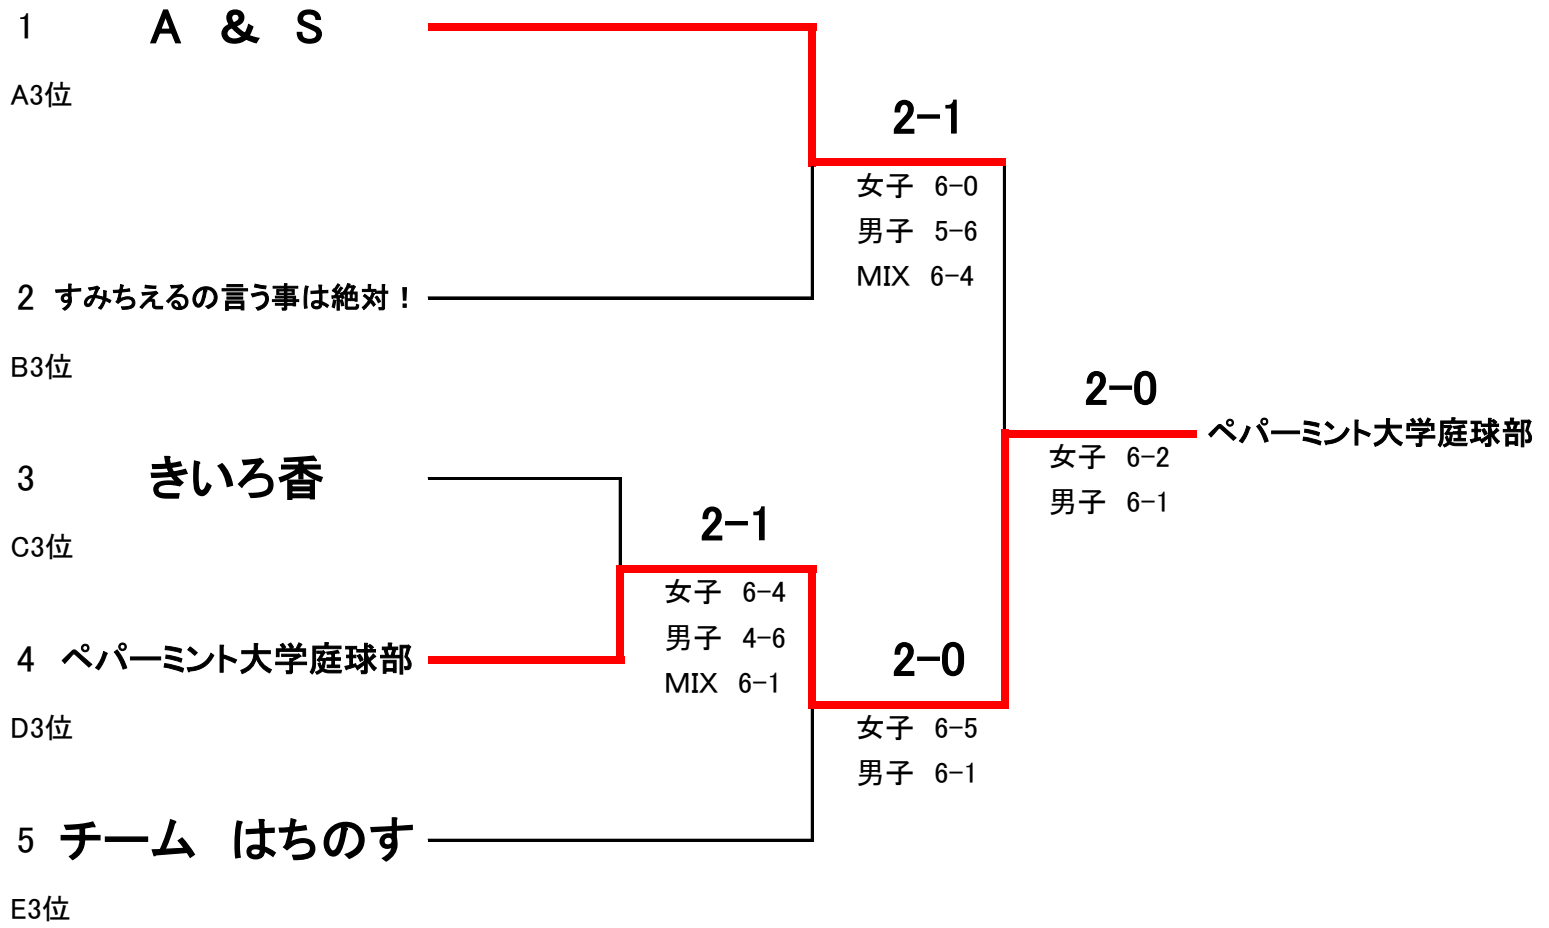 1 A ＆ S
A3位
2-1
女子 6-0
男子 5-6
MIX 6-4
2 すみちえるの言う事は絶対！
B3位
2-0
ペパーミント大学庭球部
女子 6-2
男子 6-1
3 きいろ香
C3位
2-1
女子 6-4
男子 4-6
MIX 6-1
4 ペパーミント大学庭球部
D3位
2-0
女子 6-5
男子 6-1
5 チーム はちのす
E3位